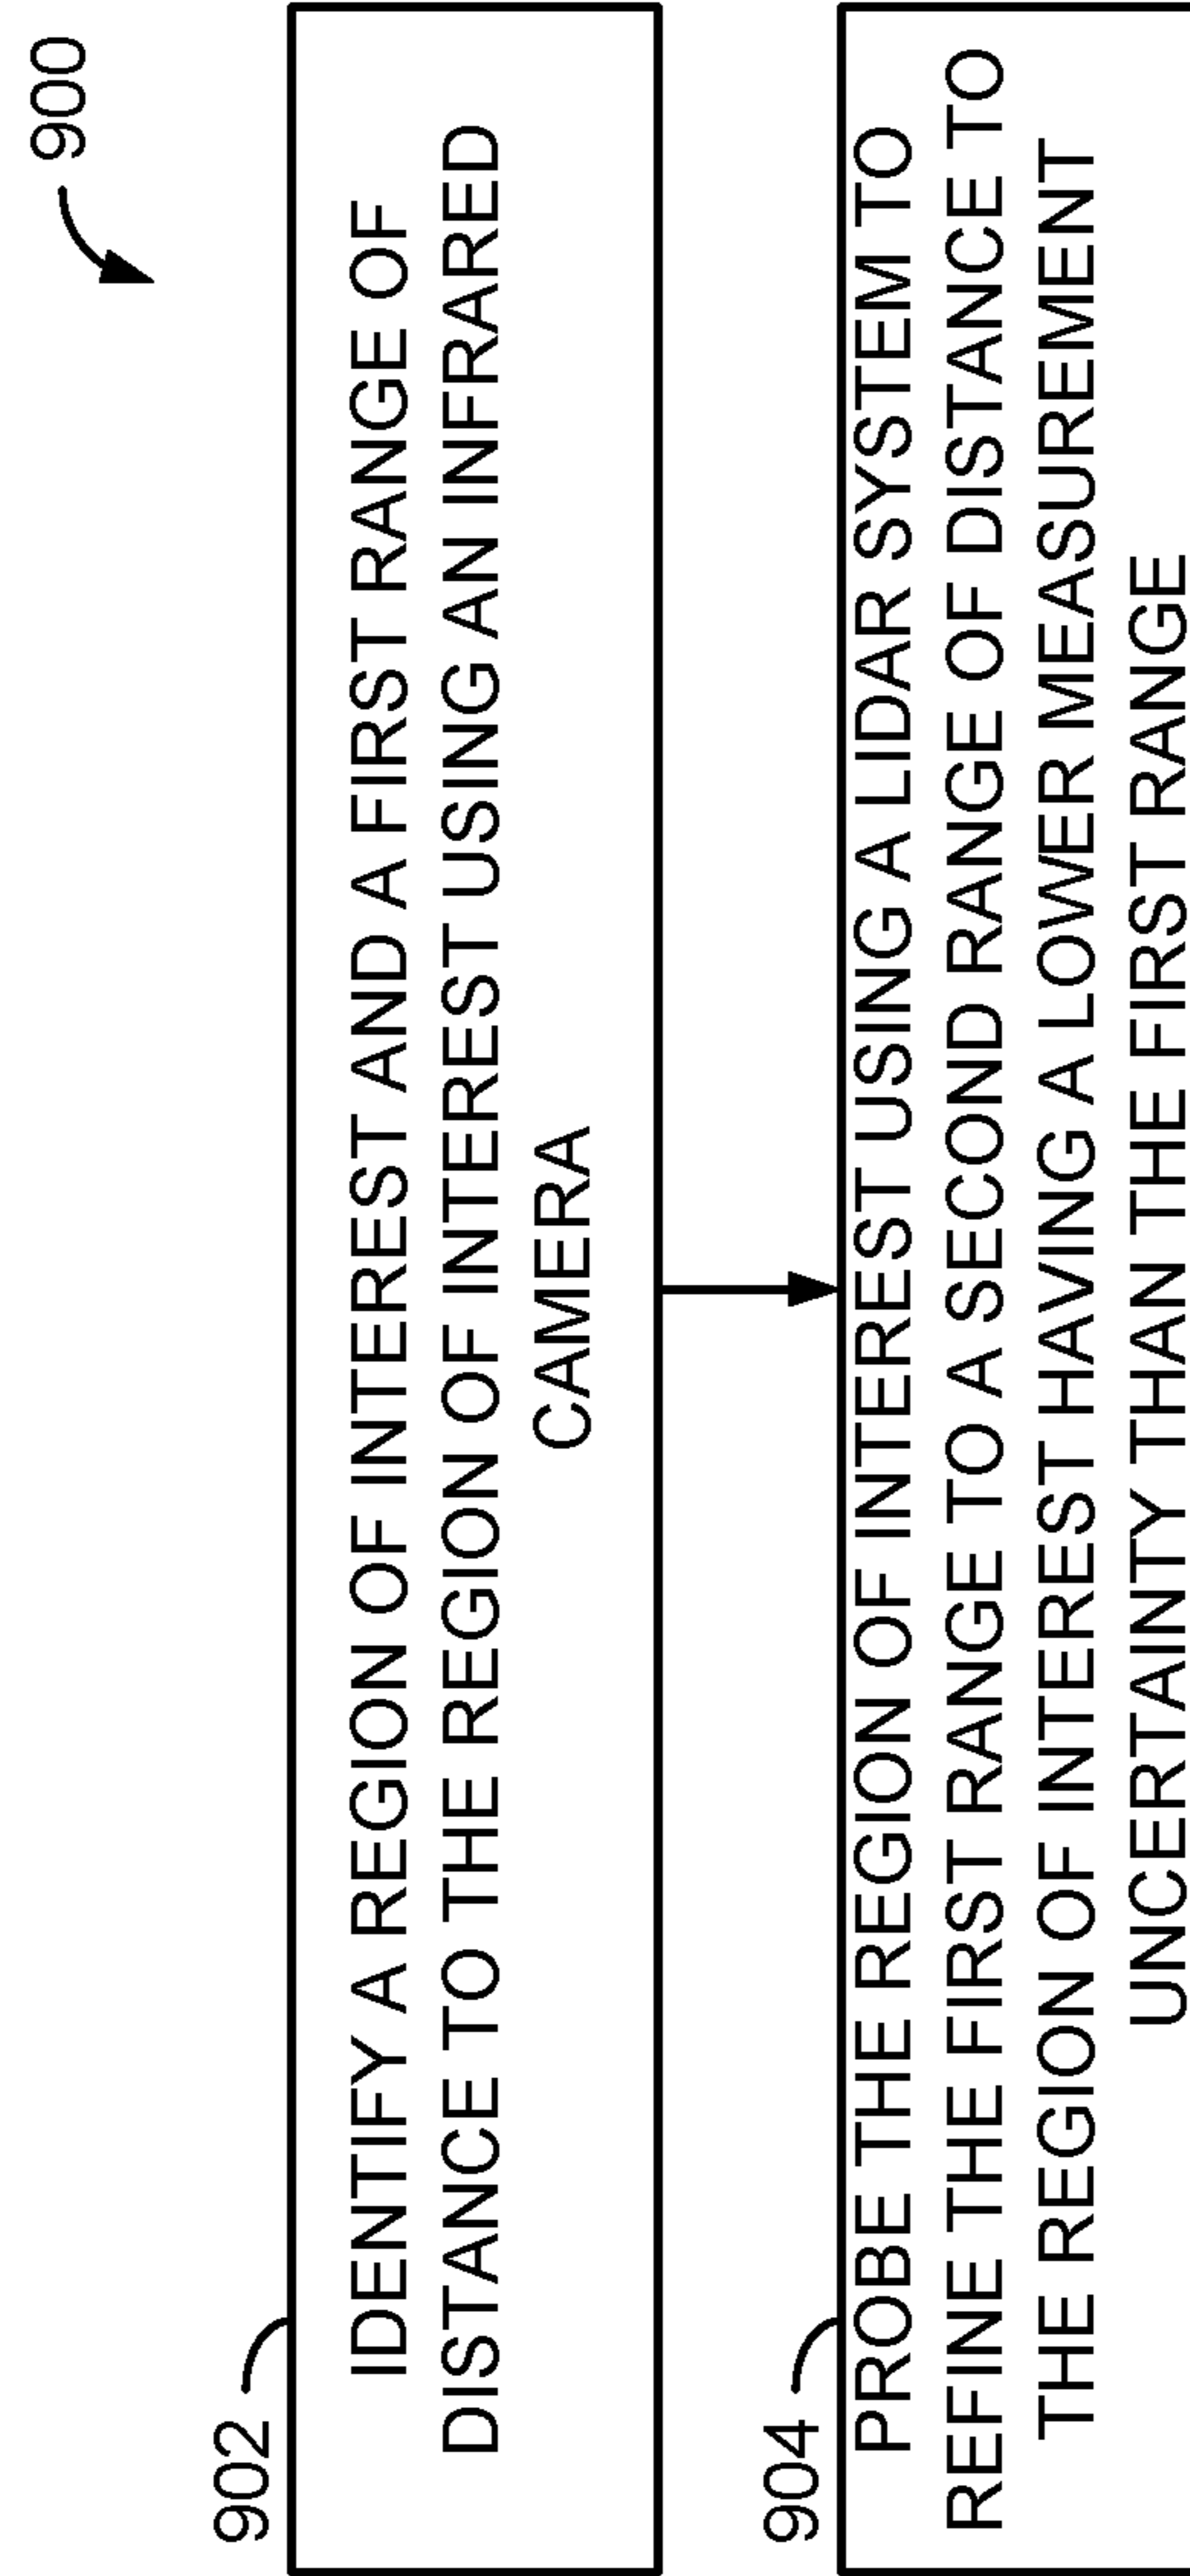 900
902
IDENTIFY A REGION OF INTEREST AND A FIRST RANGE OF
DISTANCE TO THE REGION OF INTEREST USING AN INFRARED
CAMERA
904
PROBE THE REGION OF INTEREST USING A LIDAR SYSTEM TO
REFINE THE FIRST RANGE TO A SECOND RANGE OF DISTANCE TO
THE REGION OF INTEREST HAVING A LOWER MEASUREMENT
UNCERTAINTY THAN THE FIRST RANGE